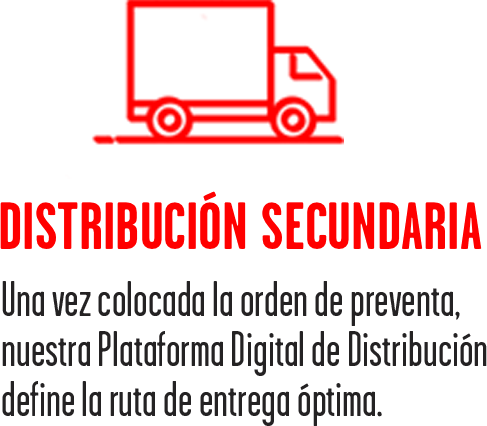 DISTRIBUCIÓN SECUNDARIA
Una vez colocada la orden de preventa,
nuestra Plataforma Digital de Distribución
define la ruta de entrega óptima.